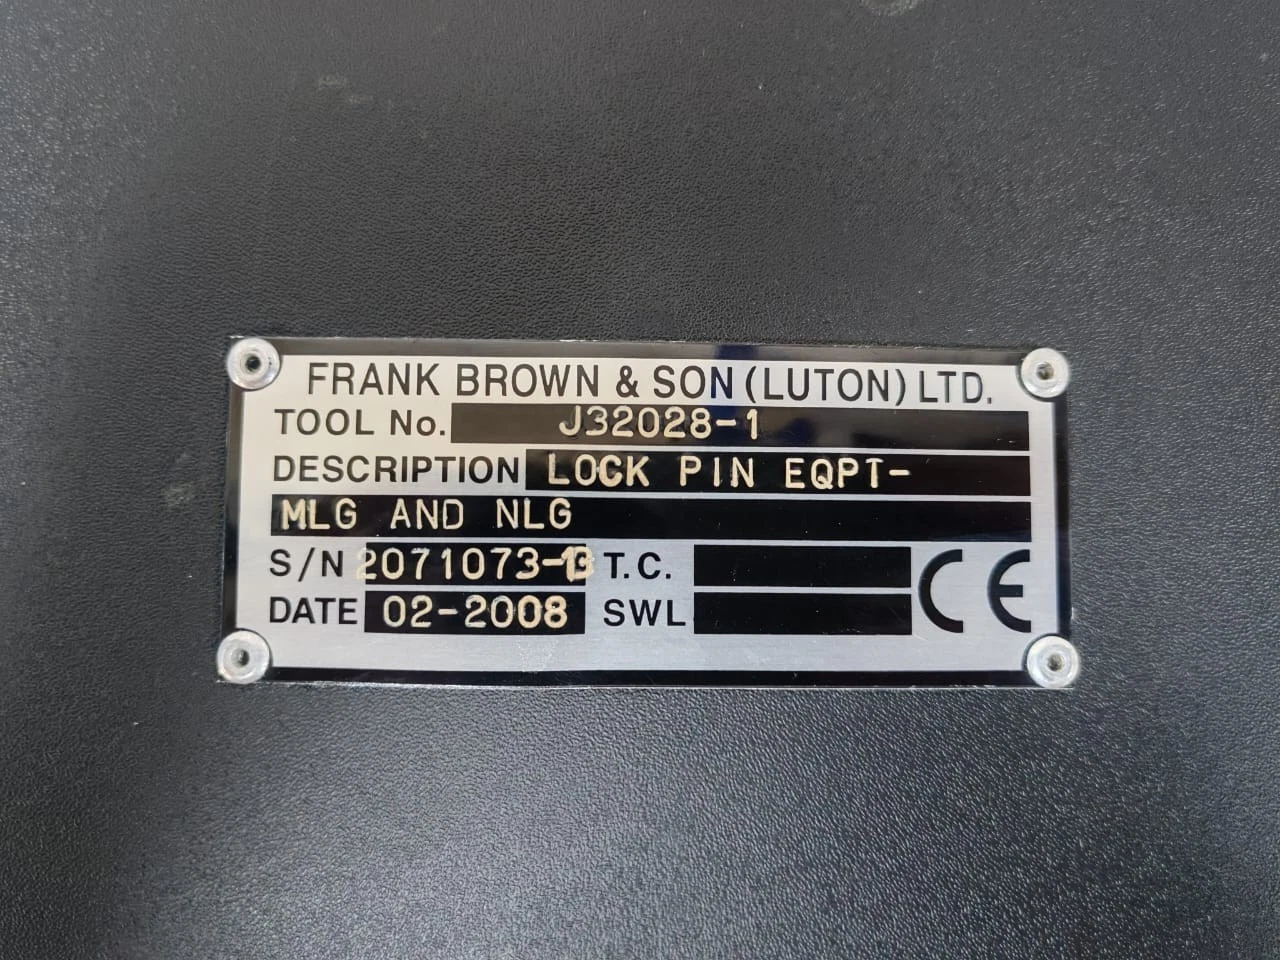 FRANK BROWN & SON (LUTON) LTD.
TOOL No. J32028-1
DESCRIPTION LOCK PIN EQPT-
MLG AND NLG
S/N 2071073-13 T.C.
DATE 02-2008 SWL
CE